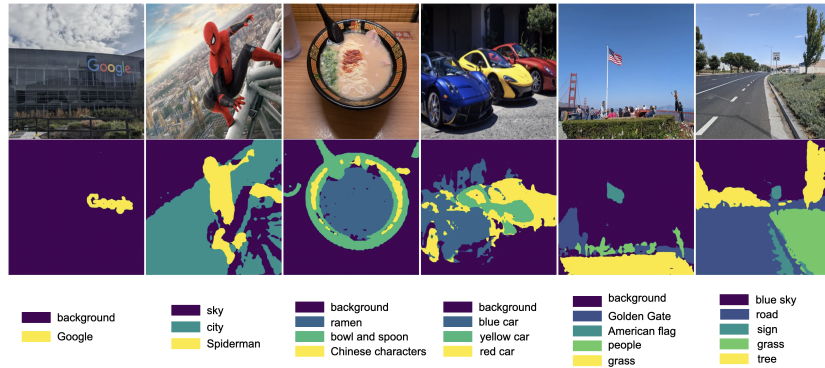 Google
background
Google
sky
city
Spiderman
background
ramen
bowl and spoon
Chinese characters
background
blue car
yellow car
red car
background
Golden Gate
American flag
people
grass
blue sky
road
sign
grass
tree